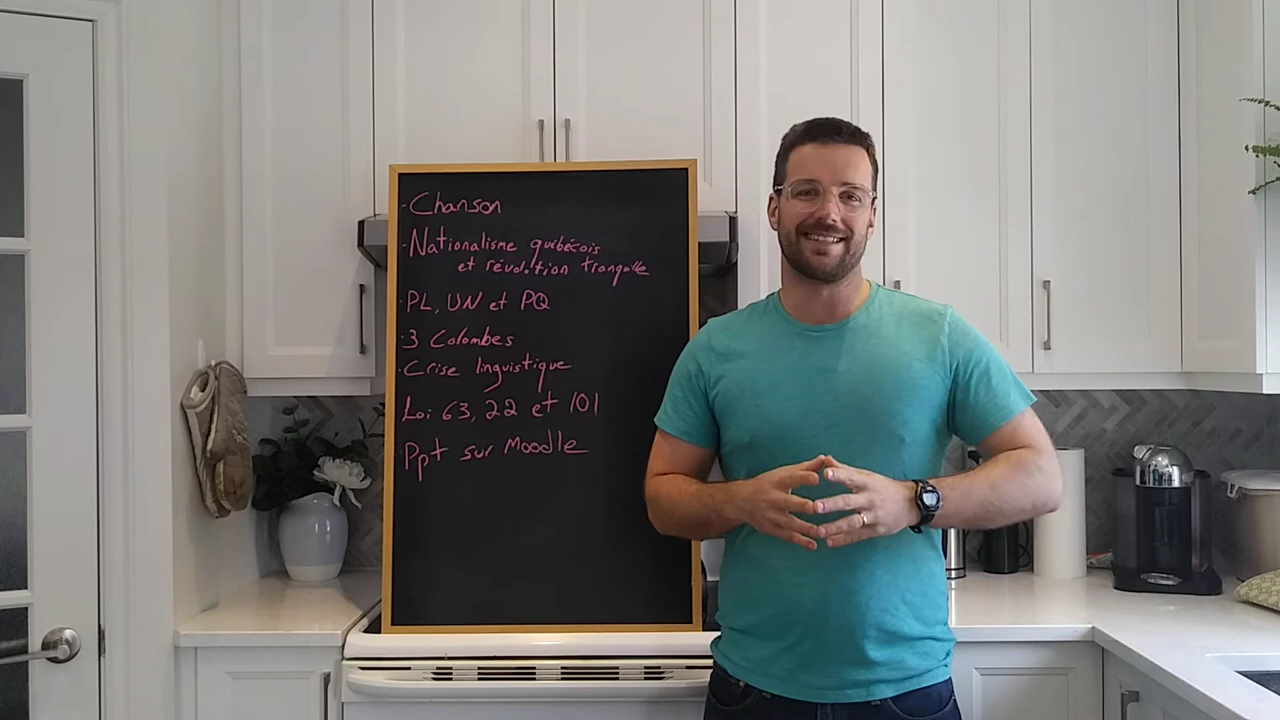 - Chanson
- Nationalisme québécois
et révolution tranquille
- PL, UN et PQ
- 3 Colombes
- Crise linguistique
Loi 63, 22 et 101
Ppt sur Moodle